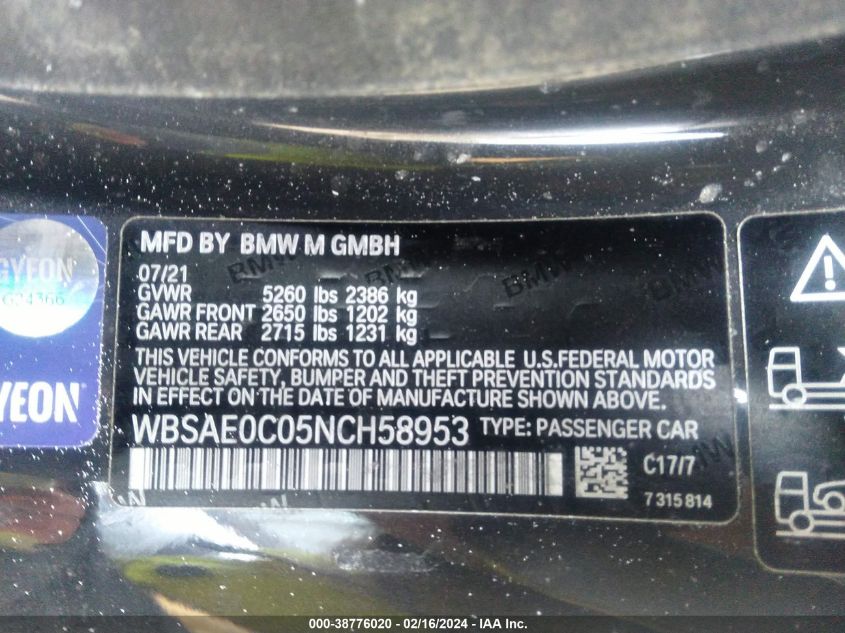 MFD BY BMW M GMBH
07/21
GVWR 5260 lbs 2386 kg
GAWR FRONT 2650 lbs 1202 kg
GAWR REAR 2715 lbs 1231 kg
THIS VEHICLE CONFORMS TO ALL APPLICABLE U.S.FEDERAL MOTOR
VEHICLE SAFETY, BUMPER AND THEFT PREVENTION STANDARDS
IN EFFECT ON THE DATE OF MANUFACTURE SHOWN ABOVE.
WBSAE0C05NCH58953 TYPE: PASSENGER CAR
C17/7
7 315 814
GYEON
G24366
YEON
000-38776020 - 02/16/2024 - IAA Inc.